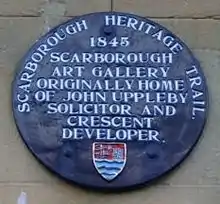 SCARBOROUGH HERITAGE TRAIL
1845
SCARBOROUGH
ART GALLERY
ORIGINALLY HOME
OF JOHN UPPLEBY
SOLICITOR AND
CRESCENT
DEVELOPER